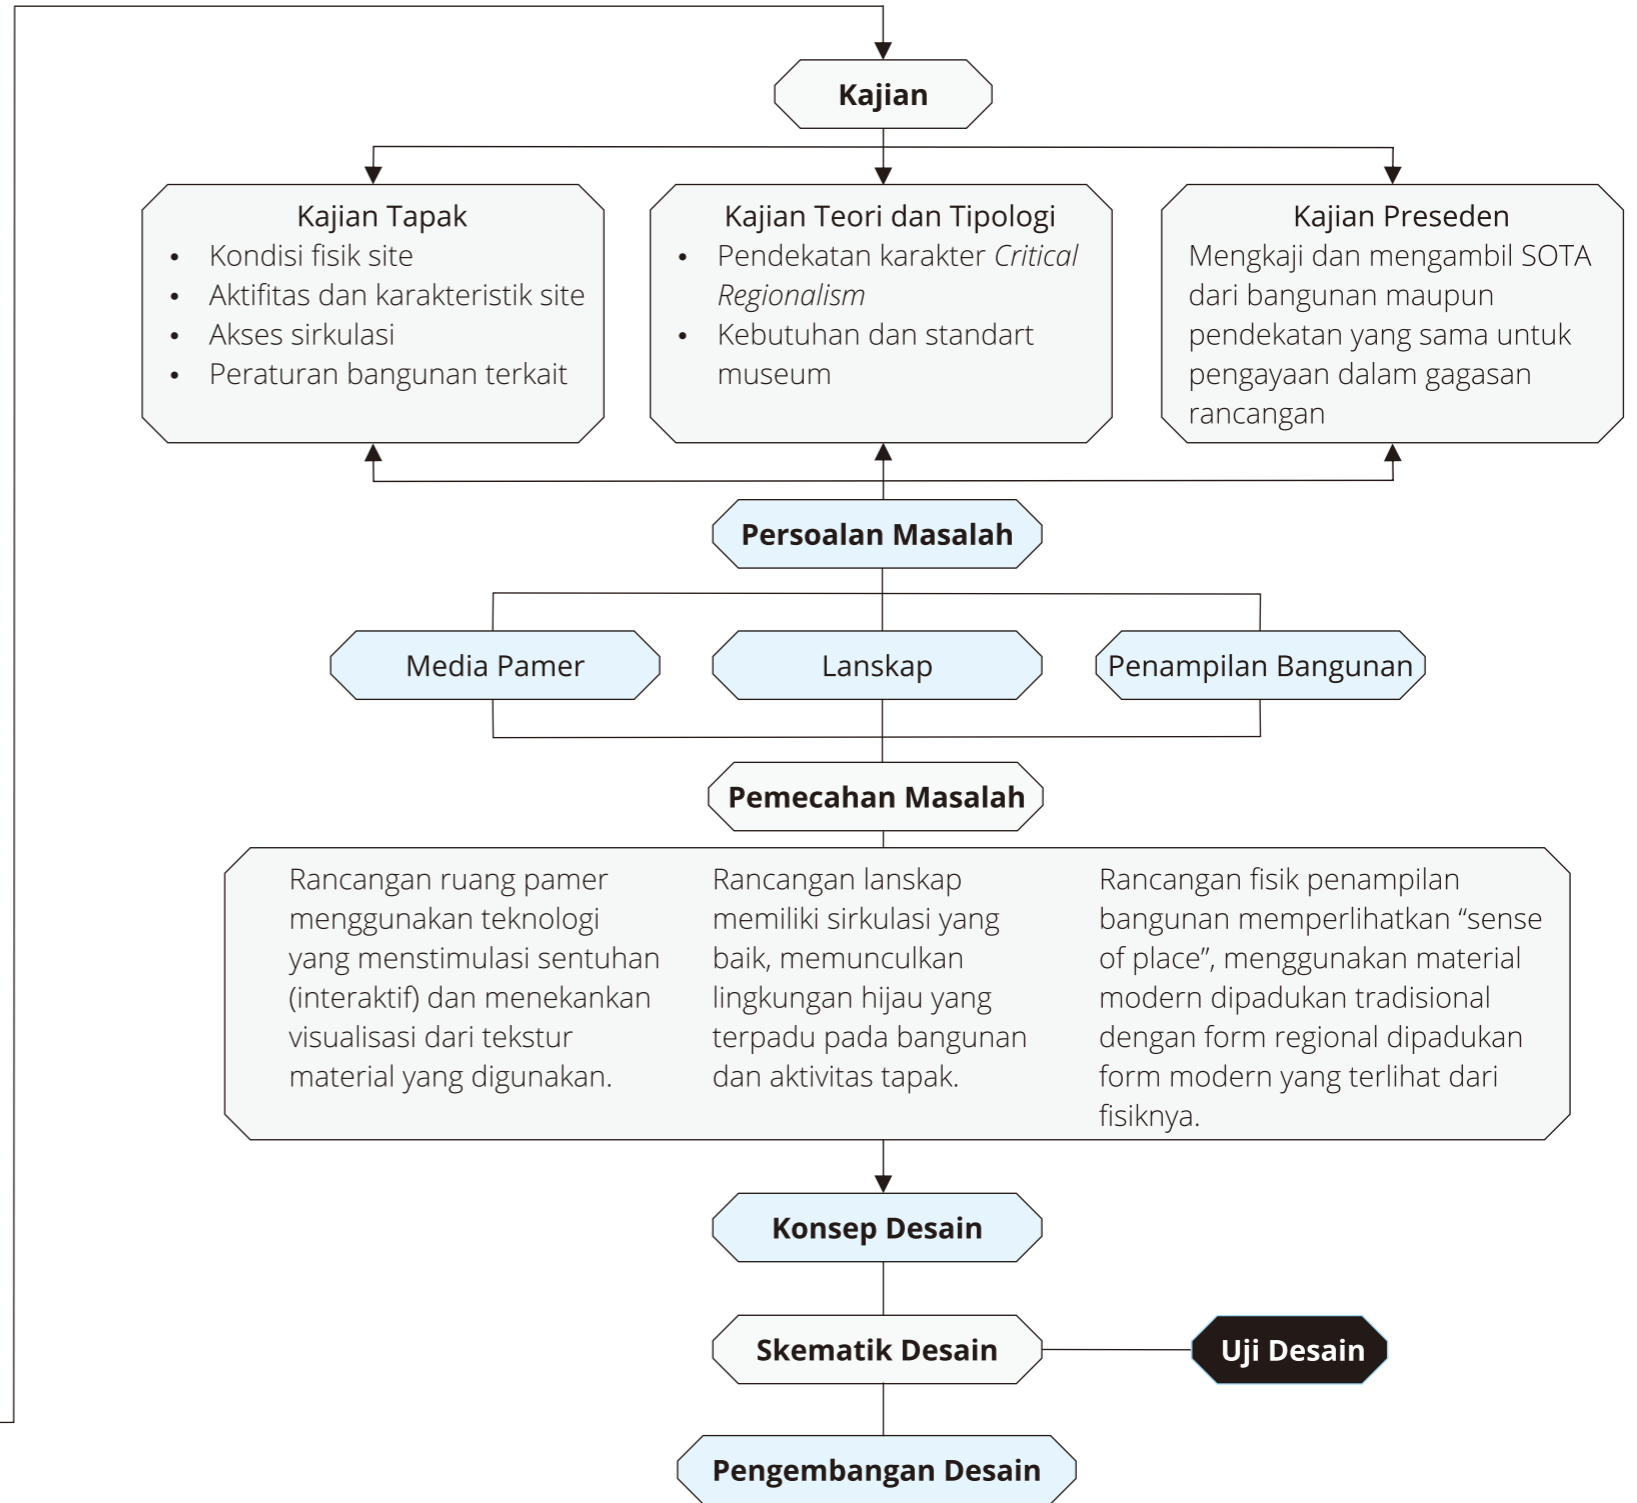 Kajian
Kajian Tapak
• Kondisi fisik site
• Aktifitas dan karakteristik site
• Akses sirkulasi
• Peraturan bangunan terkait
Kajian Teori dan Tipologi
• Pendekatan karakter Critical
Regionalism
• Kebutuhan dan standart
museum
Kajian Preseden
Mengkaji dan mengambil SOTA
dari bangunan maupun
pendekatan yang sama untuk
pengayaan dalam gagasan
rancangan
Persoalan Masalah
Media Pamer
Lanskap
Penampilan Bangunan
Pemecahan Masalah
Rancangan ruang pamer
menggunakan teknologi
yang menstimulasi sentuhan
(interaktif) dan menekankan
visualisasi dari tekstur
material yang digunakan.
Rancangan lanskap
memiliki sirkulasi yang
baik, memunculkan
lingkungan hijau yang
terpadu pada bangunan
dan aktivitas tapak.
Rancangan fisik penampilan
bangunan memperlihatkan “sense
of place”, menggunakan material
modern dipadukan tradisional
dengan form regional dipadukan
form modern yang terlihat dari
fisiknya.
Konsep Desain
Skematik Desain
Uji Desain
Pengembangan Desain